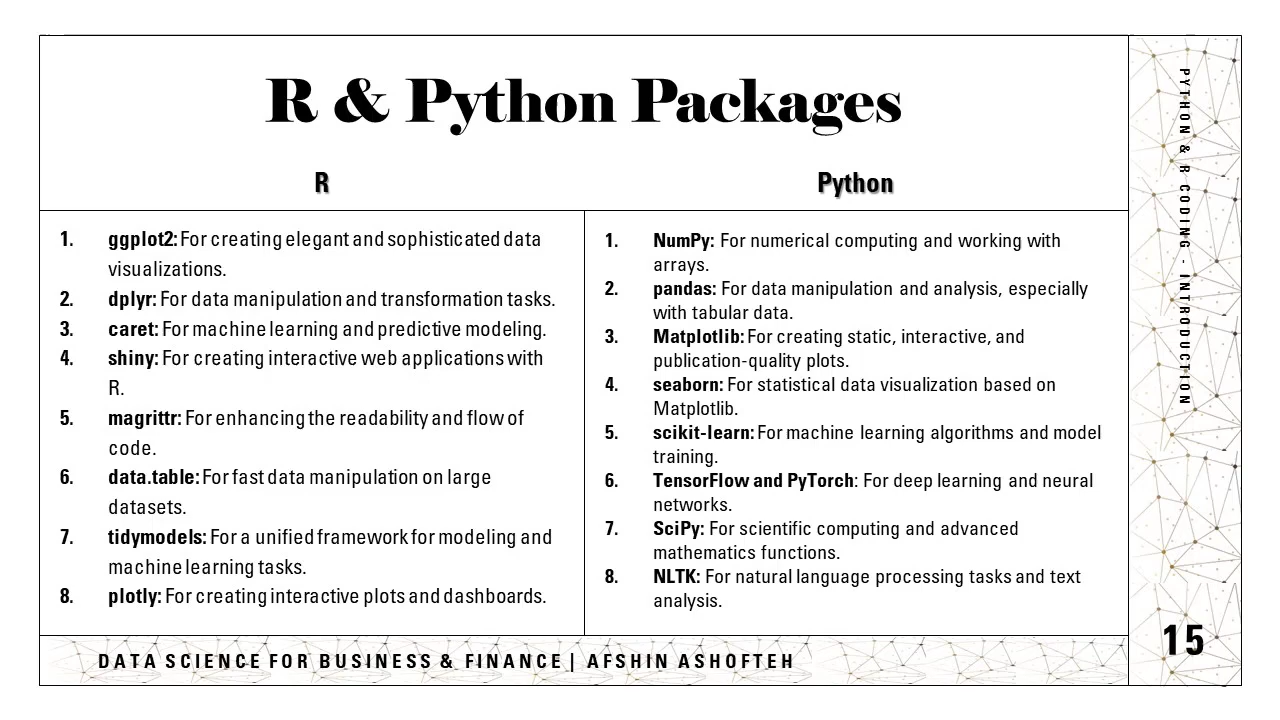 R & Python Packages
R
1. ggplot2: For creating elegant and sophisticated data
visualizations.
2. dplyr: For data manipulation and transformation tasks.
3. caret: For machine learning and predictive modeling.
4. shiny: For creating interactive web applications with
R.
5. magrittr: For enhancing the readability and flow of
code.
6. data.table: For fast data manipulation on large
datasets.
7. tidymodels: For a unified framework for modeling and
machine learning tasks.
8. plotly: For creating interactive plots and dashboards.
Python
1. NumPy: For numerical computing and working with
arrays.
2. pandas: For data manipulation and analysis, especially
with tabular data.
3. Matplotlib: For creating static, interactive, and
publication-quality plots.
4. seaborn: For statistical data visualization based on
Matplotlib.
5. scikit-learn: For machine learning algorithms and model
training.
6. TensorFlow and PyTorch: For deep learning and neural
networks.
7. SciPy: For scientific computing and advanced
mathematics functions.
8. NLTK: For natural language processing tasks and text
analysis.
PYTHON & R CODING - INTRODUCTION
15
DATA SCIENCE FOR BUSINESS & FINANCE | AFSHIN ASHOFTEH